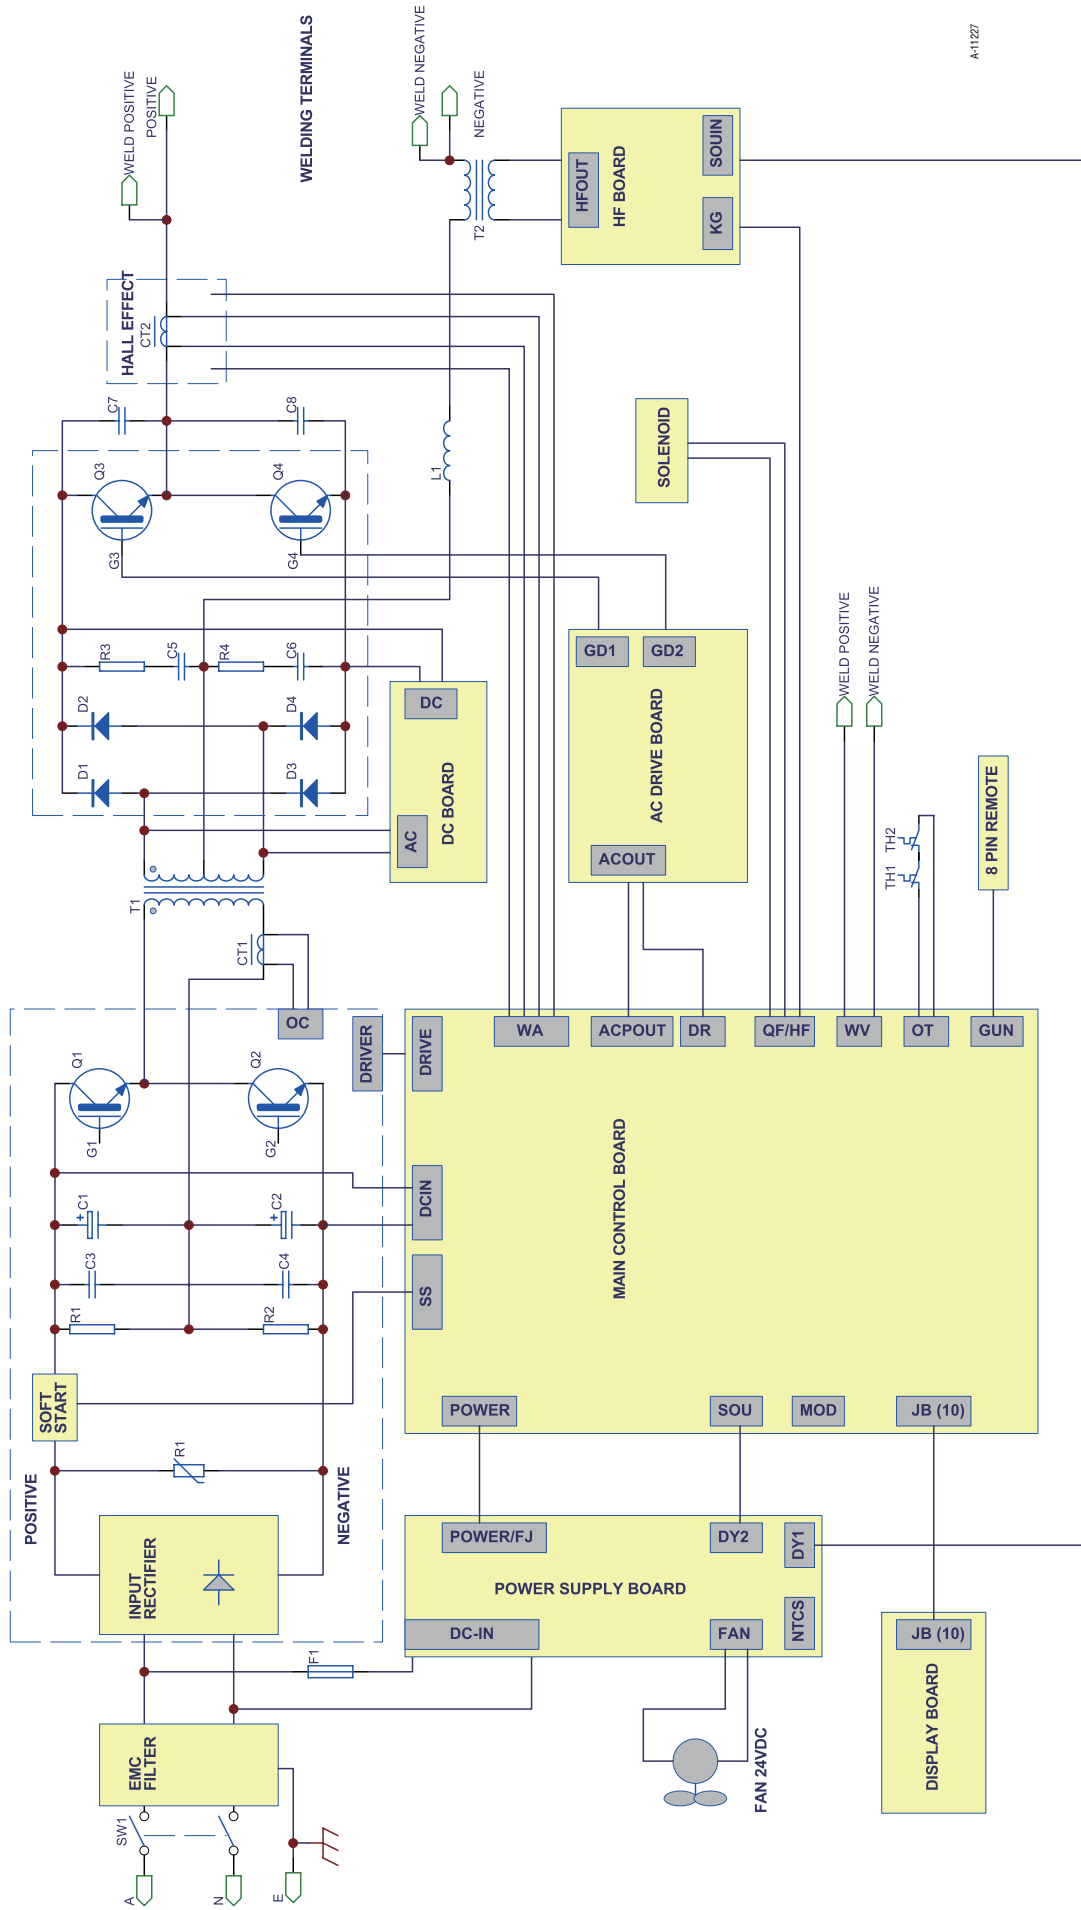 A
N
E
SW1
EMC
FILTER
F1
INPUT
RECTIFIER
POSITIVE
NEGATIVE
R1
SOFT
START
R1
R2
C3
C4
C1
+
C2
+
G1
Q1
G2
Q2
OC
CT1
T1
D1
D2
D3
D4
R3
C5
R4
C6
G3
Q3
G4
Q4
C7
C8
L1
HALL EFFECT
CT2
WELD POSITIVE
POSITIVE
WELDING TERMINALS
WELD NEGATIVE
NEGATIVE
T2
HFOUT
HF BOARD
KG
SOUIN
SOLENOID
AC
DC
DC BOARD
GD1
GD2
AC DRIVE BOARD
ACOUT
WELD POSITIVE
WELD NEGATIVE
TH1
TH2
8 PIN REMOTE
DRIVER
DRIVE
WA
ACPOUT
DR
QF/HF
WV
OT
GUN
DCIN
SS
MAIN CONTROL BOARD
POWER
SOU
MOD
JB (10)
POWER/FJ
DY2
DY1
POWER SUPPLY BOARD
DC-IN
FAN
NTCS
FAN 24VDC
JB (10)
DISPLAY BOARD
A-11227